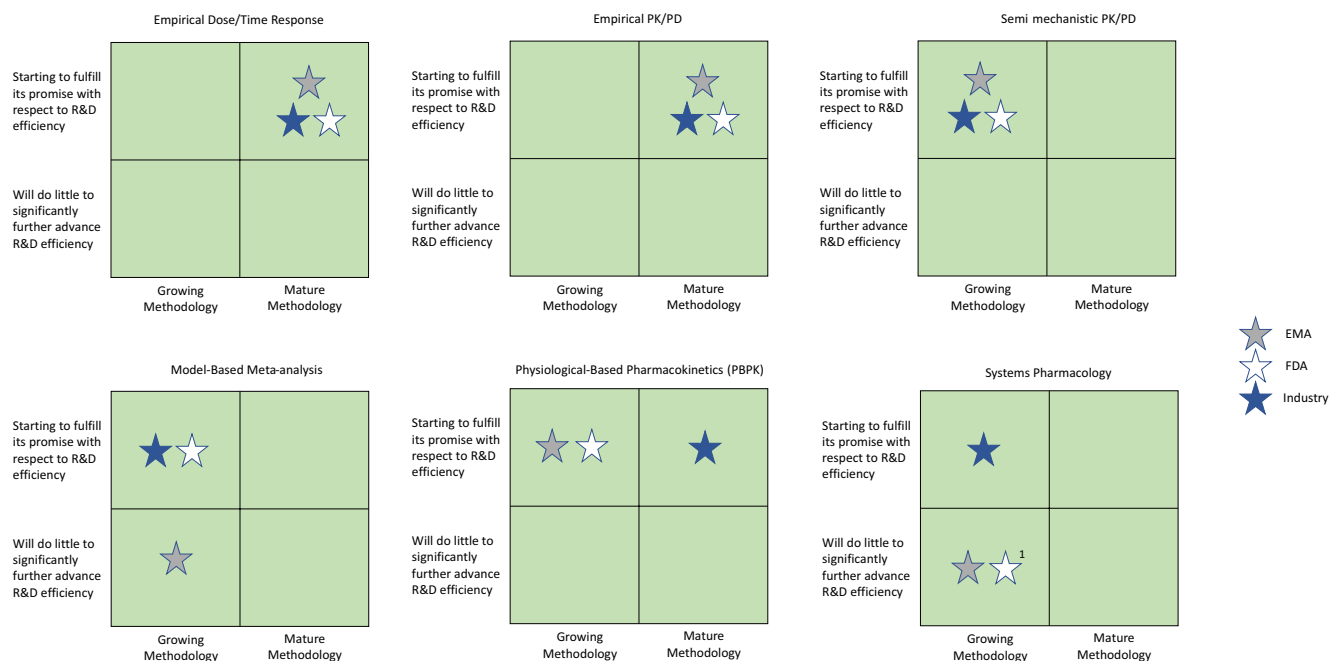 Empirical Dose/Time Response
Starting to fulfill
its promise with
respect to R&D
efficiency
Will do little to
significantly
further advance
R&D efficiency
Growing
Methodology
Mature
Methodology
Empirical PK/PD
Starting to fulfill
its promise with
respect to R&D
efficiency
Will do little to
significantly
further advance
R&D efficiency
Growing
Methodology
Mature
Methodology
Semi mechanistic PK/PD
Starting to fulfill
its promise with
respect to R&D
efficiency
Will do little to
significantly
further advance
R&D efficiency
Growing
Methodology
Mature
Methodology
EMA
FDA
Industry
Model-Based Meta-analysis
Starting to fulfill
its promise with
respect to R&D
efficiency
Will do little to
significantly
further advance
R&D efficiency
Growing
Methodology
Mature
Methodology
Physiological-Based Pharmacokinetics (PBPK)
Starting to fulfill
its promise with
respect to R&D
efficiency
Will do little to
significantly
further advance
R&D efficiency
Growing
Methodology
Mature
Methodology
Systems Pharmacology
Starting to fulfill
its promise with
respect to R&D
efficiency
Will do little to
significantly
further advance
R&D efficiency
1
Growing
Methodology
Mature
Methodology